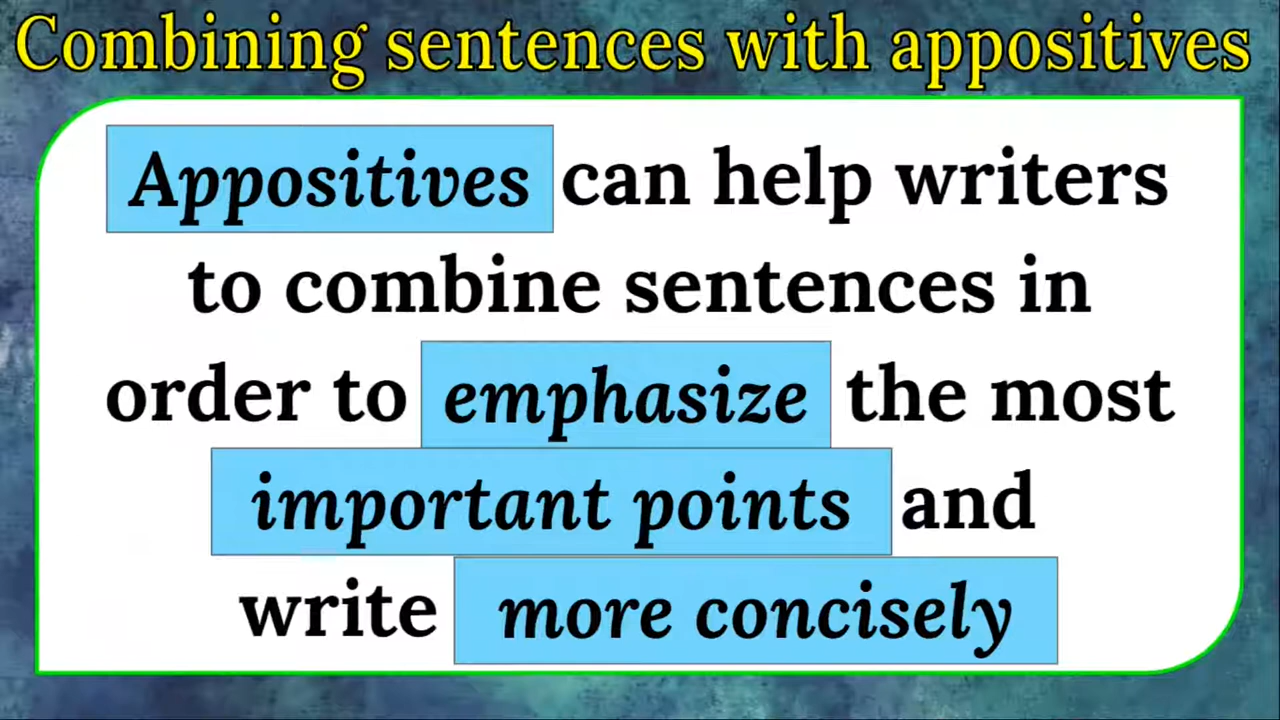 Combining sentences with appositives
Appositives can help writers
to combine sentences in
order to emphasize the most
important points and
write more concisely